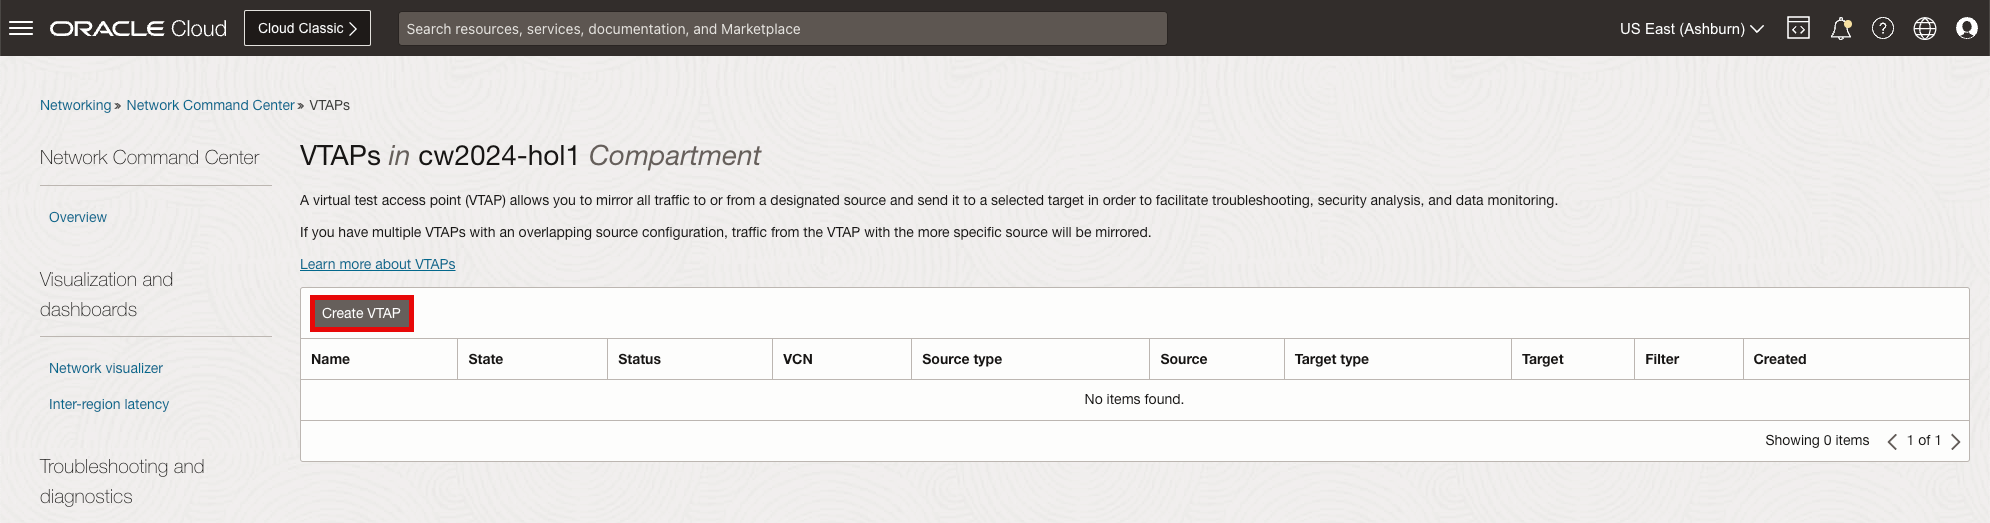 ORACLE Cloud
Cloud Classic
Search resources, services, documentation, and Marketplace
US East (Ashburn)
Networking » Network Command Center » VTAPs
Network Command Center
Overview
Visualization and
dashboards
Network visualizer
Inter-region latency
Troubleshooting and
diagnostics
VTAPs in cw2024-hol1 Compartment
A virtual test access point (VTAP) allows you to mirror all traffic to or from a designated source and send it to a selected target in order to facilitate troubleshooting, security analysis, and data monitoring.
If you have multiple VTAPs with an overlapping source configuration, traffic from the VTAP with the more specific source will be mirrored.
Learn more about VTAPs
Create VTAP
Name State Status VCN Source type Source Target type Target Filter Created
No items found.
Showing 0 items < 1 of 1 >